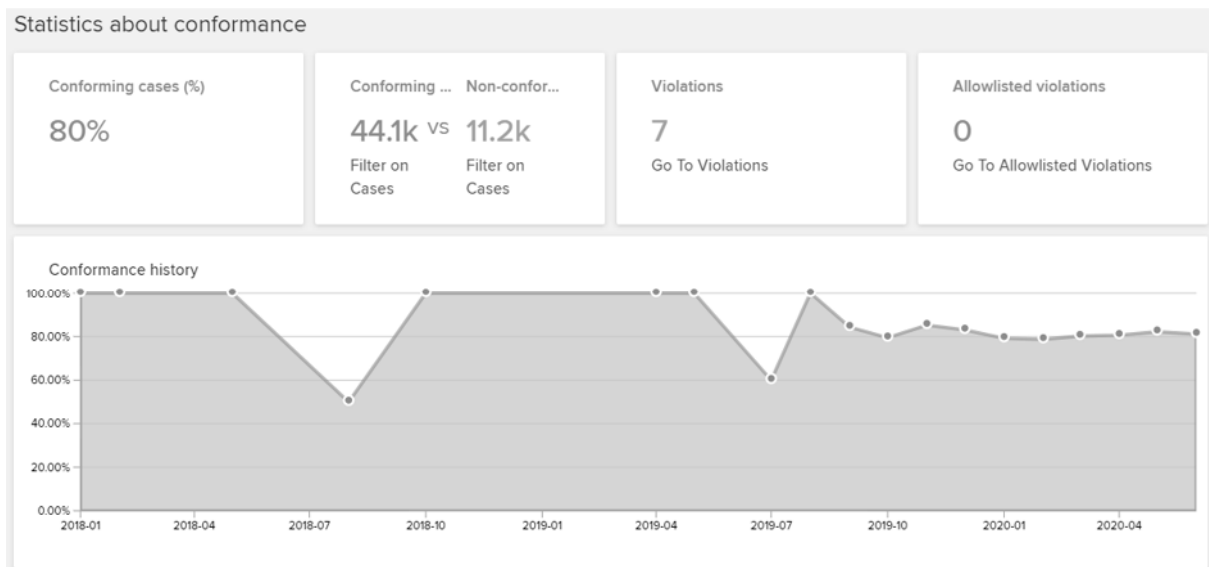 Statistics about conformance
Conforming cases (%)
80%
Conforming ... Non-confor...
44.1k vs 11.2k
Filter on Filter on
Cases Cases
Violations
7
Go To Violations
Allowlisted violations
0
Go To Allowlisted Violations
Conformance history
100.00%
80.00%
60.00%
40.00%
20.00%
0.00%
2018-01 2018-04 2018-07 2018-10 2019-01 2019-04 2019-07 2019-10 2020-01 2020-04